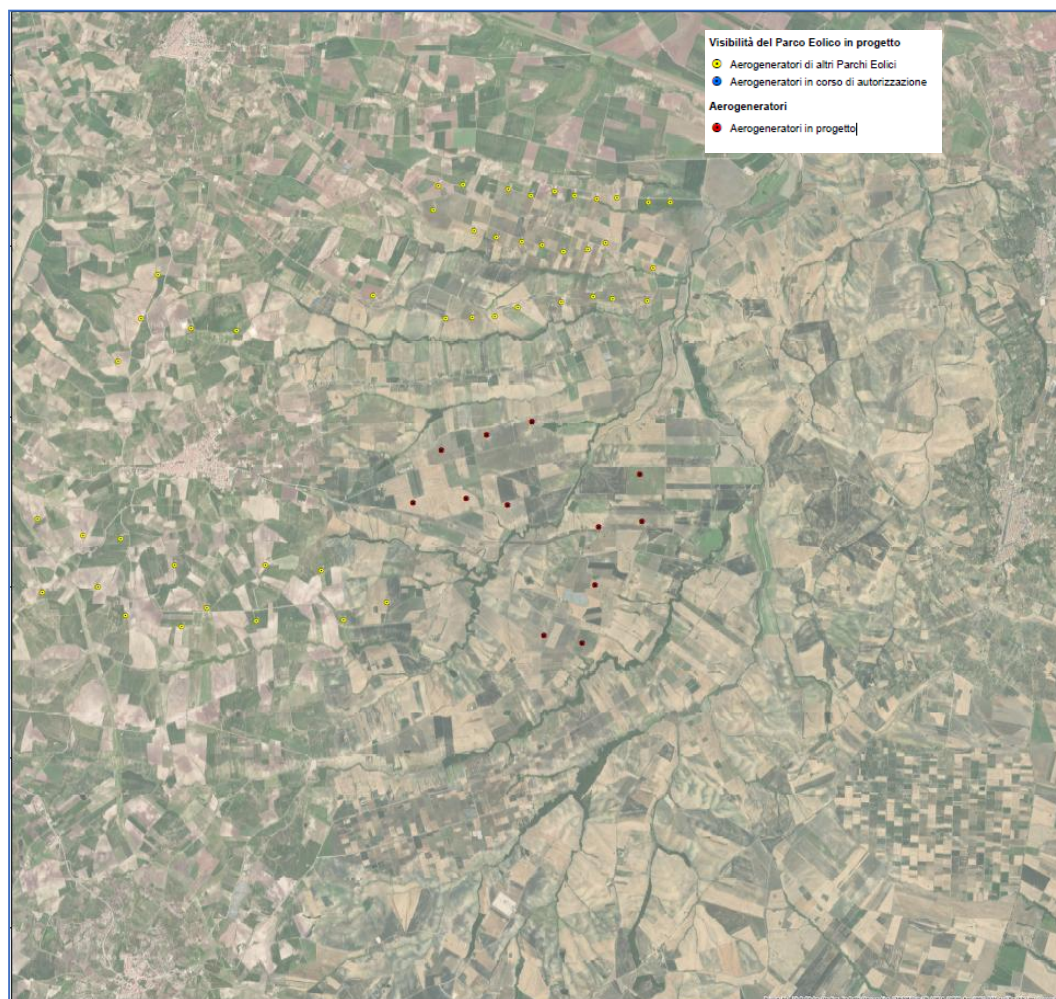 Visibilità del Parco Eolico in progetto
Aerogeneratori di altri Parchi Eolici
Aerogeneratori in corso di autorizzazione
Aerogeneratori
Aerogeneratori in progetto